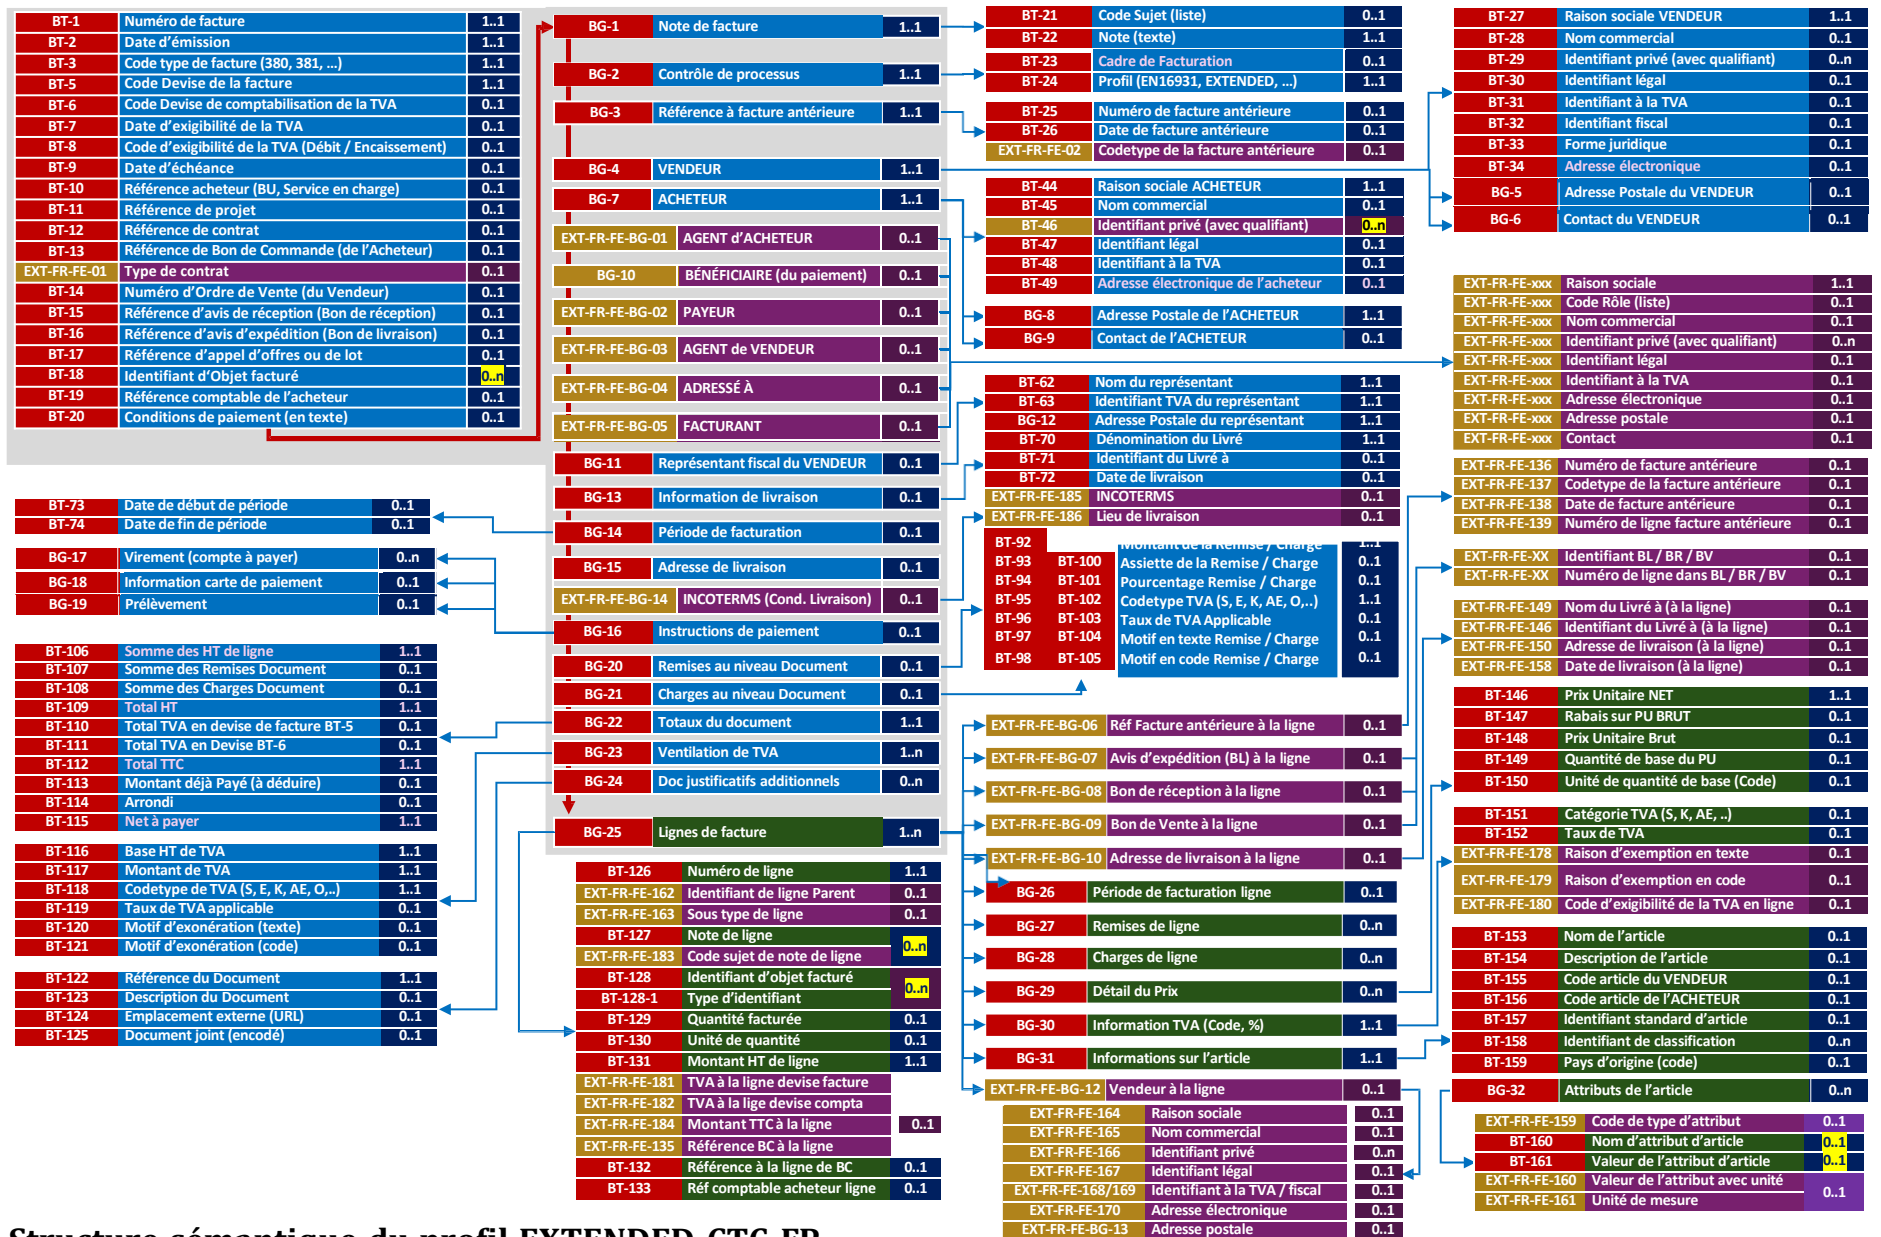 BT-1 Numéro de facture 1..1
BT-2 Date d'émission 1..1
BT-3 Code type de facture (380, 381, ...) 1..1
BT-5 Code Devise de la facture 1..1
BT-6 Code Devise de comptabilisation de la TVA 0..1
BT-7 Date d'exigibilité de la TVA 0..1
BT-8 Code d'exigibilité de la TVA (Débit / Encaissement) 0..1
BT-9 Date d'échéance 0..1
BT-10 Référence acheteur (BU, Service en charge) 0..1
BT-11 Référence de projet 0..1
BT-12 Référence de contrat 0..1
BT-13 Référence de Bon de Commande (de l'Acheteur) 0..1
EXT-FR-FE-01 Type de contrat 0..1
BT-14 Numéro d'Ordre de Vente (du Vendeur) 0..1
BT-15 Référence d'avis de réception (Bon de réception) 0..1
BT-16 Référence d'avis d'expédition (Bon de livraison) 0..1
BT-17 Référence d'appel d'offres ou de lot 0..1
BT-18 Identifiant d'Objet facturé 0..n
BT-19 Référence comptable de l'acheteur 0..1
BT-20 Conditions de paiement (en texte) 0..1
BT-73 Date de début de période 0..1
BT-74 Date de fin de période 0..1
BG-17 Virement (compte à payer) 0..n
BG-18 Information carte de paiement 0..1
BG-19 Prélèvement 0..1
BT-106 Somme des HT de ligne 1..1
BT-107 Somme des Remises Document 0..1
BT-108 Somme des Charges Document 0..1
BT-109 Total HT 1..1
BT-110 Total TVA en devise de facture BT-5 0..1
BT-111 Total TVA en Devise BT-6 0..1
BT-112 Total TTC 1..1
BT-113 Montant déjà Payé (à déduire) 0..1
BT-114 Arrondi 0..1
BT-115 Net à payer 1..1
BT-116 Base HT de TVA 1..1
BT-117 Montant de TVA 1..1
BT-118 Codetype de TVA (S, E, K, AE, O,..) 1..1
BT-119 Taux de TVA applicable 0..1
BT-120 Motif d'exonération (texte) 0..1
BT-121 Motif d'exonération (code) 0..1
BT-122 Référence du Document 1..1
BT-123 Description du Document 0..1
BT-124 Emplacement externe (URL) 0..1
BT-125 Document joint (encodé) 0..1
BG-1 Note de facture 1..1
BG-2 Contrôle de processus 1..1
BG-3 Référence à facture antérieure 1..1
BG-4 VENDEUR 1..1
BG-7 ACHETEUR 1..1
EXT-FR-FE-BG-01 AGENT d'ACHETEUR 0..1
BG-10 BÉNÉFICIAIRE (du paiement) 0..1
EXT-FR-FE-BG-02 PAYEUR 0..1
EXT-FR-FE-BG-03 AGENT de VENDEUR 0..1
EXT-FR-FE-BG-04 ADRESSÉ À 0..1
EXT-FR-FE-BG-05 FACTURANT 0..1
BG-11 Représentant fiscal du VENDEUR 0..1
BG-13 Information de livraison 0..1
BG-14 Période de facturation 0..1
BG-15 Adresse de livraison 0..1
EXT-FR-FE-BG-14 INCOTERMS (Cond. Livraison) 0..1
BG-16 Instructions de paiement 0..1
BG-20 Remises au niveau Document 0..1
BG-21 Charges au niveau Document 0..1
BG-22 Totaux du document 1..1
BG-23 Ventilation de TVA 1..n
BG-24 Doc justificatifs additionnels 0..n
BG-25 Lignes de facture 1..n
BT-126 Numéro de ligne 1..1
EXT-FR-FE-162 Identifiant de ligne Parent 0..1
EXT-FR-FE-163 Sous type de ligne 0..1
BT-127 Note de ligne
EXT-FR-FE-183 Code sujet de note de ligne 0..n
BT-128 Identifiant d'objet facturé
BT-128-1 Type d'identifiant 0..n
BT-129 Quantité facturée 0..1
BT-130 Unité de quantité 0..1
BT-131 Montant HT de ligne 1..1
EXT-FR-FE-181 TVA à la ligne devise facture
EXT-FR-FE-182 TVA à la lige devise compta
EXT-FR-FE-184 Montant TTC à la ligne 0..1
EXT-FR-FE-135 Référence BC à la ligne
BT-132 Référence à la ligne de BC 0..1
BT-133 Réf comptable acheteur ligne 0..1
BT-21 Code Sujet (liste) 0..1
BT-22 Note (texte) 1..1
BT-23 Cadre de Facturation 0..1
BT-24 Profil (EN16931, EXTENDED, ...) 1..1
BT-25 Numéro de facture antérieure 0..1
BT-26 Date de facture antérieure 0..1
EXT-FR-FE-02 Codetype de la facture antérieure 0..1
BT-44 Raison sociale ACHETEUR 1..1
BT-45 Nom commercial 0..1
BT-46 Identifiant privé (avec qualifiant) 0..n
BT-47 Identifiant légal 0..1
BT-48 Identifiant à la TVA 0..1
BT-49 Adresse électronique de l'acheteur 0..1
BG-8 Adresse Postale de l'ACHETEUR 1..1
BG-9 Contact de l'ACHETEUR 0..1
BT-62 Nom du représentant 1..1
BT-63 Identifiant TVA du représentant 1..1
BG-12 Adresse Postale du représentant 1..1
BT-70 Dénomination du Livré 1..1
BT-71 Identifiant du Livré à 0..1
BT-72 Date de livraison 0..1
EXT-FR-FE-185 INCOTERMS 0..1
EXT-FR-FE-186 Lieu de livraison 0..1
BT-92 Montant de la Remise / Charge 1..1
BT-93 BT-100 Assiette de la Remise / Charge 0..1
BT-94 BT-101 Pourcentage Remise / Charge 0..1
BT-95 BT-102 Codetype TVA (S, E, K, AE, O,..) 1..1
BT-96 BT-103 Taux de TVA Applicable 0..1
BT-97 BT-104 Motif en texte Remise / Charge 0..1
BT-98 BT-105 Motif en code Remise / Charge 0..1
EXT-FR-FE-BG-06 Réf Facture antérieure à la ligne 0..1
EXT-FR-FE-BG-07 Avis d'expédition (BL) à la ligne 0..1
EXT-FR-FE-BG-08 Bon de réception à la ligne 0..1
EXT-FR-FE-BG-09 Bon de Vente à la ligne 0..1
EXT-FR-FE-BG-10 Adresse de livraison à la ligne 0..1
BG-26 Période de facturation ligne 0..1
BG-27 Remises de ligne 0..n
BG-28 Charges de ligne 0..n
BG-29 Détail du Prix 0..n
BG-30 Information TVA (Code, %) 1..1
BG-31 Informations sur l'article 1..1
EXT-FR-FE-BG-12 Vendeur à la ligne 0..1
EXT-FR-FE-164 Raison sociale 0..1
EXT-FR-FE-165 Nom commercial 0..1
EXT-FR-FE-166 Identifiant privé 0..n
EXT-FR-FE-167 Identifiant légal 0..1
EXT-FR-FE-168/169 Identifiant à la TVA / fiscal 0..1
EXT-FR-FE-170 Adresse électronique 0..1
EXT-FR-FE-BG-13 Adresse postale 0..1
BT-27 Raison sociale VENDEUR 1..1
BT-28 Nom commercial 0..1
BT-29 Identifiant privé (avec qualifiant) 0..n
BT-30 Identifiant légal 0..1
BT-31 Identifiant à la TVA 0..1
BT-32 Identifiant fiscal 0..1
BT-33 Forme juridique 0..1
BT-34 Adresse électronique 0..1
BG-5 Adresse Postale du VENDEUR 0..1
BG-6 Contact du VENDEUR 0..1
EXT-FR-FE-xxx Raison sociale 1..1
EXT-FR-FE-xxx Code Rôle (liste) 0..1
EXT-FR-FE-xxx Nom commercial 0..1
EXT-FR-FE-xxx Identifiant privé (avec qualifiant) 0..n
EXT-FR-FE-xxx Identifiant légal 0..1
EXT-FR-FE-xxx Identifiant à la TVA 0..1
EXT-FR-FE-xxx Adresse électronique 0..1
EXT-FR-FE-xxx Adresse postale 0..1
EXT-FR-FE-xxx Contact 0..1
EXT-FR-FE-136 Numéro de facture antérieure 0..1
EXT-FR-FE-137 Codetype de la facture antérieure 0..1
EXT-FR-FE-138 Date de facture antérieure 0..1
EXT-FR-FE-139 Numéro de ligne facture antérieure 0..1
EXT-FR-FE-XX Identifiant BL / BR / BV 0..1
EXT-FR-FE-XX Numéro de ligne dans BL / BR / BV 0..1
EXT-FR-FE-149 Nom du Livré à (à la ligne) 0..1
EXT-FR-FE-146 Identifiant du Livré à (à la ligne) 0..1
EXT-FR-FE-150 Adresse de livraison (à la ligne) 0..1
EXT-FR-FE-158 Date de livraison (à la ligne) 0..1
BT-146 Prix Unitaire NET 1..1
BT-147 Rabais sur PU BRUT 0..1
BT-148 Prix Unitaire Brut 0..1
BT-149 Quantité de base du PU 0..1
BT-150 Unité de quantité de base (Code) 0..1
BT-151 Catégorie TVA (S, K, AE, ..) 0..1
BT-152 Taux de TVA 0..1
EXT-FR-FE-178 Raison d'exemption en texte 0..1
EXT-FR-FE-179 Raison d'exemption en code 0..1
EXT-FR-FE-180 Code d'exigibilité de la TVA en ligne 0..1
BT-153 Nom de l'article 0..1
BT-154 Description de l'article 0..1
BT-155 Code article du VENDEUR 0..1
BT-156 Code article de l'ACHETEUR 0..1
BT-157 Identifiant standard d'article 0..1
BT-158 Identifiant de classification 0..n
BT-159 Pays d'origine (code) 0..1
BG-32 Attributs de l'article 0..n
EXT-FR-FE-159 Code de type d'attribut 0..1
BT-160 Nom d'attribut d'article 0..1
BT-161 Valeur de l'attribut d'article 0..1
EXT-FR-FE-160 Valeur de l'attribut avec unité
EXT-FR-FE-161 Unité de mesure 0..1
Structure sémantique du profil EXTENDED-CTC-FR